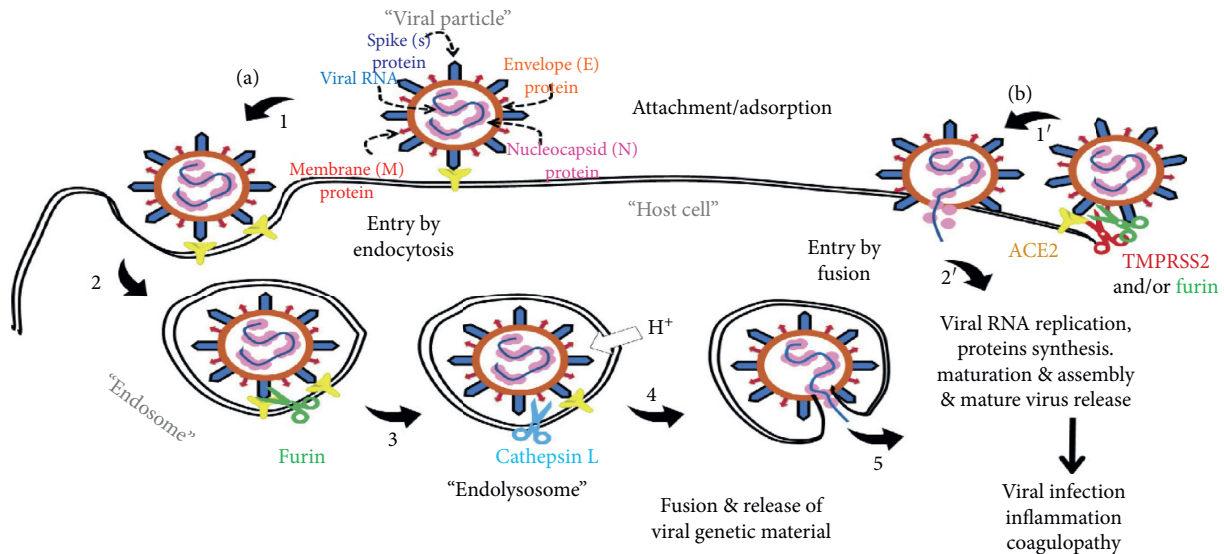 “Viral particle”
Spike (s)
protein
(a)
Viral RNA
Envelope (E)
protein
1
Attachment/adsorption
(b)
1′
Membrane (M)
protein
Nucleocapsid (N)
protein
“Host cell”
Entry by
endocytosis
Entry by
fusion
ACE2
TMPRSS2
and/or furin
2
2′
“Endosome”
H+
Viral RNA replication,
proteins synthesis.
maturation & assembly
& mature virus release
3
4
5
Furin
Cathepsin L
“Endolysosome”
Fusion & release of
viral genetic material
Viral infection
inflammation
coagulopathy